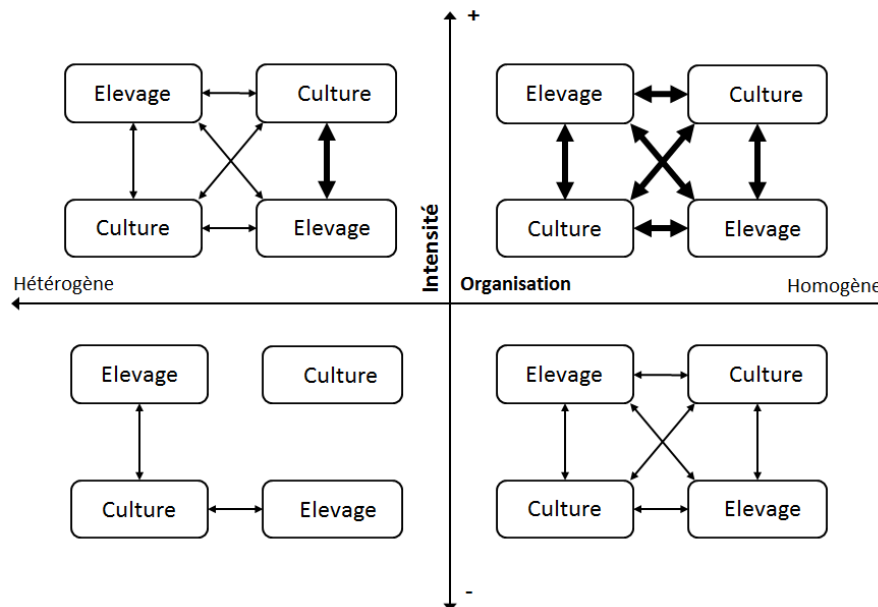 +
Elevage
Culture
Culture
Elevage
Elevage
Culture
Culture
Elevage
Intensité
Hétérogène
Organisation
Homogène
Elevage
Culture
Culture
Elevage
Elevage
Culture
Culture
Elevage
-